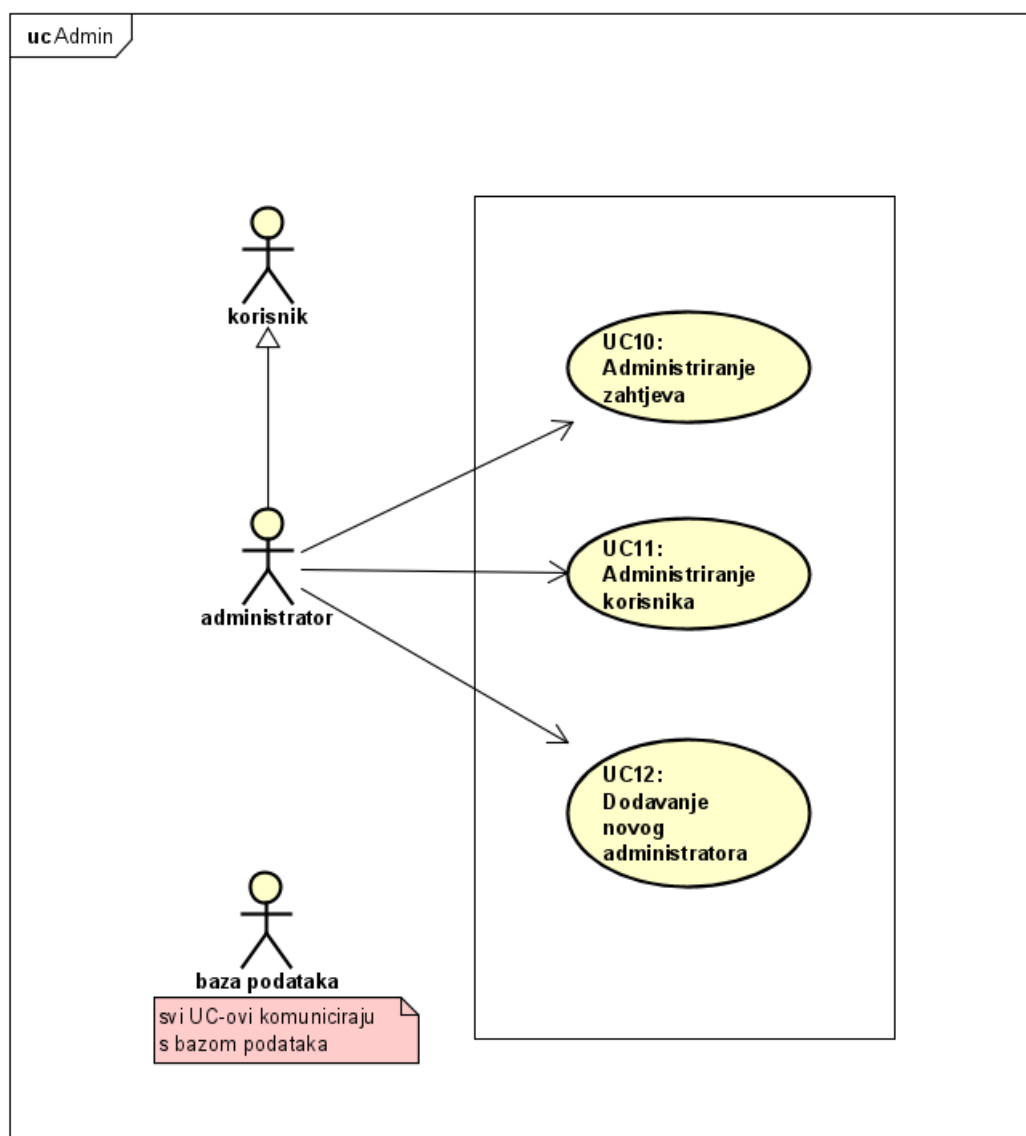 uc Admin
korisnik
UC10:
Administriranje
zahtjeva
administrator
UC11:
Administriranje
korisnika
UC12:
Dodavanje
novog
administratora
baza podataka
svi UC-ovi komuniciraju
s bazom podataka